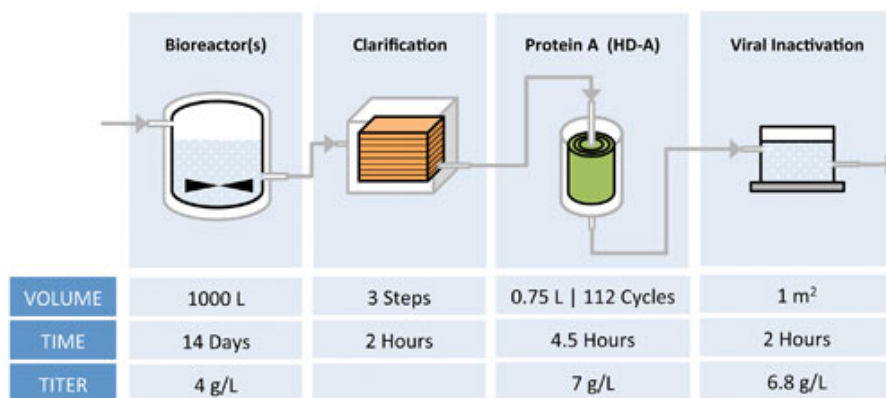 Bioreactor(s) Clarification Protein A (HD-A) Viral Inactivation
VOLUME 1000 L 3 Steps 0.75 L | 112 Cycles 1 m²
TIME 14 Days 2 Hours 4.5 Hours 2 Hours
TITER 4 g/L 7 g/L 6.8 g/L